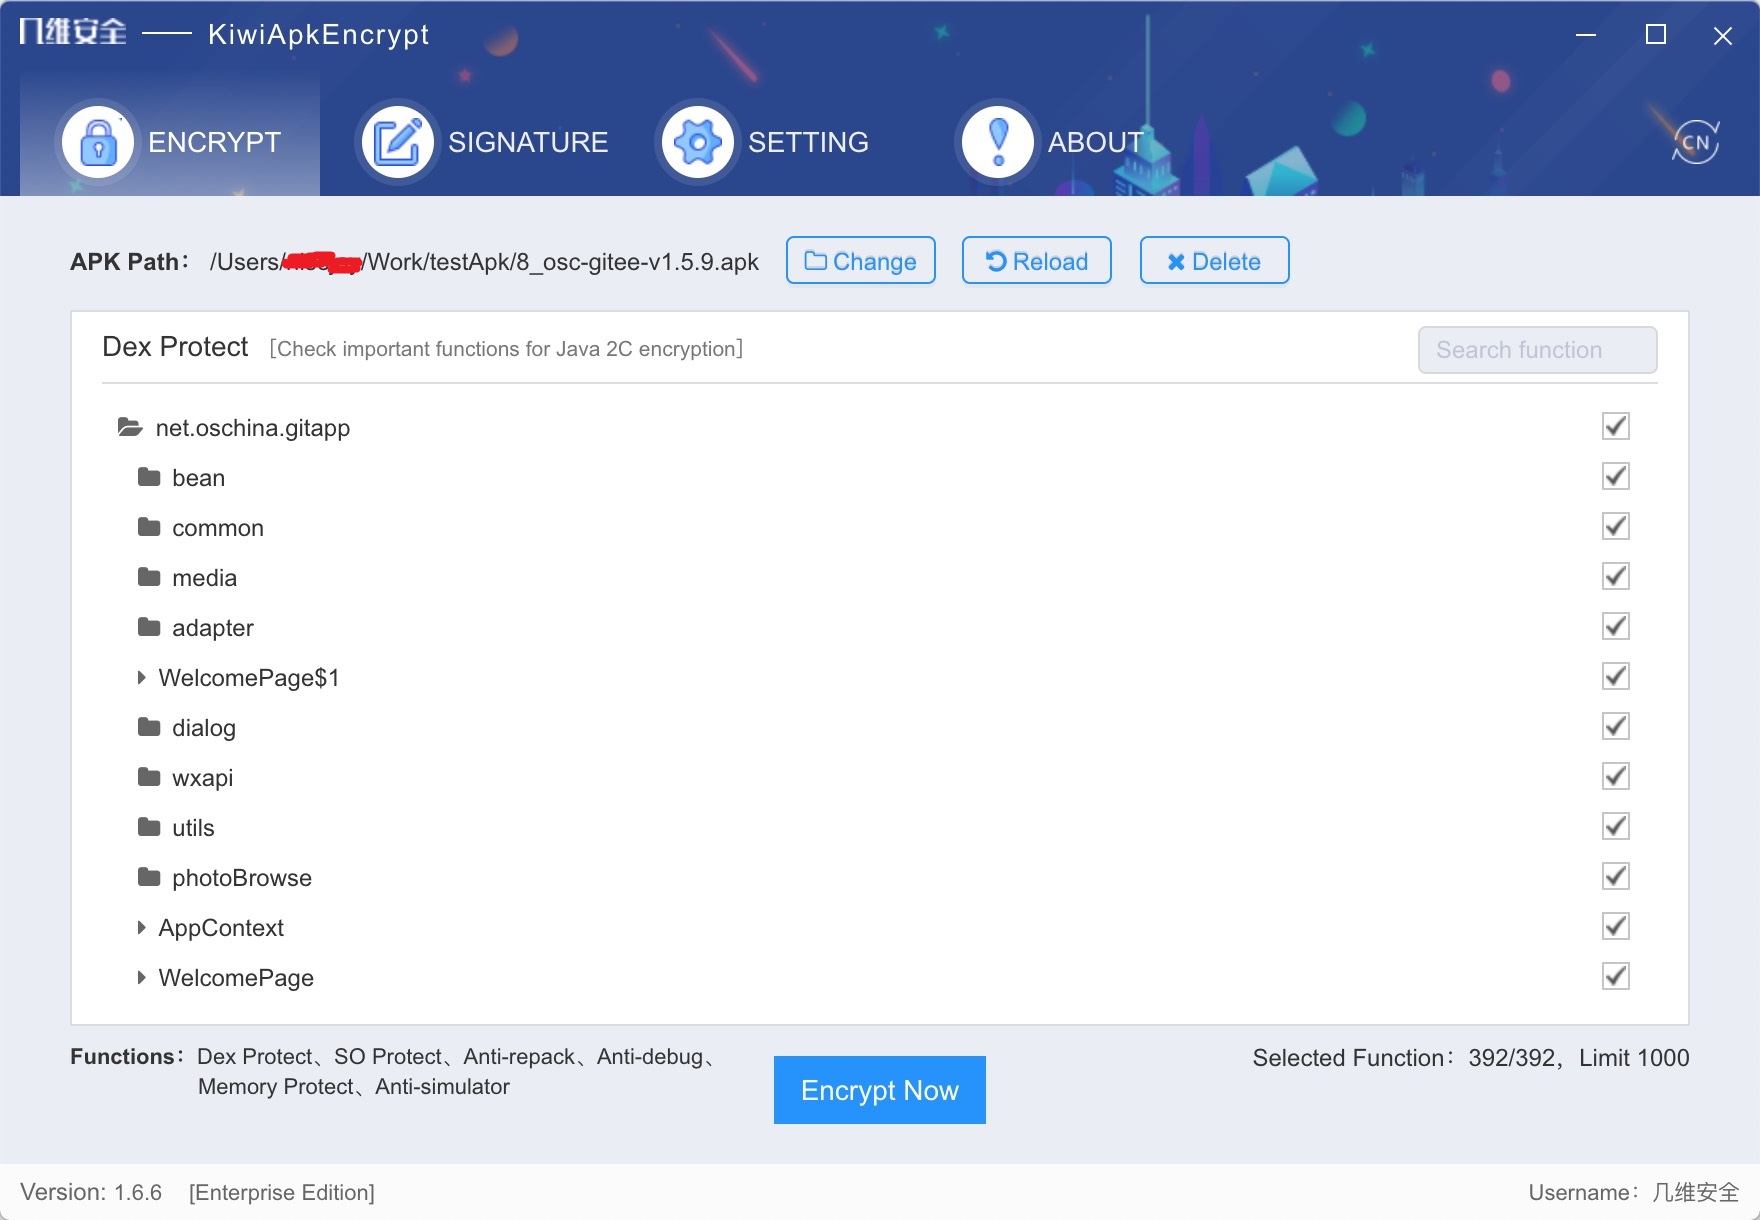 几维安全 —— KiwiApkEncrypt
ENCRYPT SIGNATURE SETTING ABOUT CN
APK Path： /Users/ /Work/testApk/8_osc-gitee-v1.5.9.apk Change Reload Delete
Dex Protect [Check important functions for Java 2C encryption] Search function
net.oschina.gitapp
bean
common
media
adapter
WelcomePage$1
dialog
wxapi
utils
photoBrowse
AppContext
WelcomePage
Functions： Dex Protect、SO Protect、Anti-repack、Anti-debug、
Memory Protect、Anti-simulator
Encrypt Now
Selected Function： 392/392， Limit 1000
Version: 1.6.6 [Enterprise Edition] Username： 几维安全